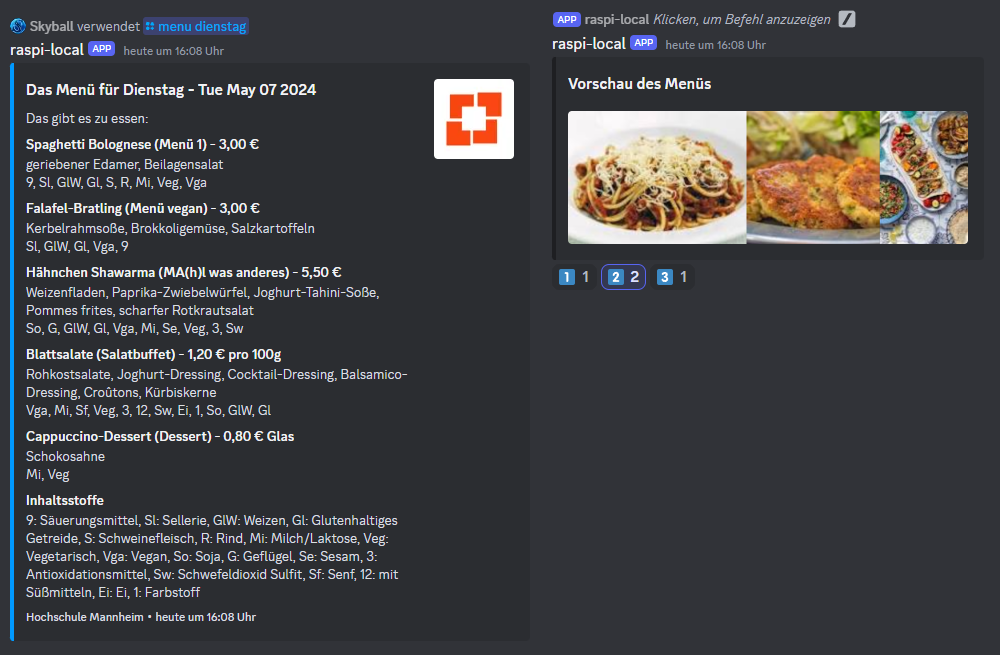 Skyball verwendet menu dienstag
raspi-local APP heute um 16:08 Uhr
Das Menü für Dienstag - Tue May 07 2024
Das gibt es zu essen:
Spaghetti Bolognese (Menü 1) - 3,00 €
geriebener Edamer, Beilagensalat
9, Sl, GlW, Gl, S, R, Mi, Veg, Vga
Falafel-Bratling (Menü vegan) - 3,00 €
Kerbelrahmsoße, Brokkoligemüse, Salzkartoffeln
Sl, GlW, Gl, Vga, 9
Hähnchen Shawarma (MA(h)l was anderes) - 5,50 €
Weizenfladen, Paprika-Zwiebelwürfel, Joghurt-Tahini-Soße,
Pommes frites, scharfer Rotkrautsalat
So, G, GlW, Gl, Vga, Mi, Se, Veg, 3, Sw
Blattsalate (Salatbuffet) - 1,20 € pro 100g
Rohkostsalate, Joghurt-Dressing, Cocktail-Dressing, Balsamico-
Dressing, Croûtons, Kürbiskerne
Vga, Mi, Sf, Veg, 3, 12, Sw, Ei, 1, So, GlW, Gl
Cappuccino-Dessert (Dessert) - 0,80 € Glas
Schokosahne
Mi, Veg
Inhaltsstoffe
9: Säuerungsmittel, Sl: Sellerie, GlW: Weizen, Gl: Glutenhaltiges
Getreide, S: Schweinefleisch, R: Rind, Mi: Milch/Laktose, Veg:
Vegetarisch, Vga: Vegan, So: Soja, G: Geflügel, Se: Sesam, 3:
Antioxidationsmittel, Sw: Schwefeldioxid Sulfit, Sf: Senf, 12: mit
Süßmitteln, Ei: Ei, 1: Farbstoff
Hochschule Mannheim • heute um 16:08 Uhr
APP raspi-local Klicken, um Befehl anzuzeigen /
raspi-local APP heute um 16:08 Uhr
Vorschau des Menüs
1 1 2 2 3 1